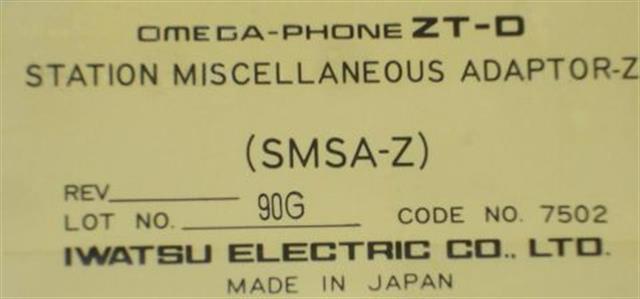 OMEGA-PHONE ZT-D
STATION MISCELLANEOUS ADAPTOR-Z
(SMSA-Z)
REV
LOT NO. 90G CODE NO. 7502
IWATSU ELECTRIC CO., LTD.
MADE IN JAPAN